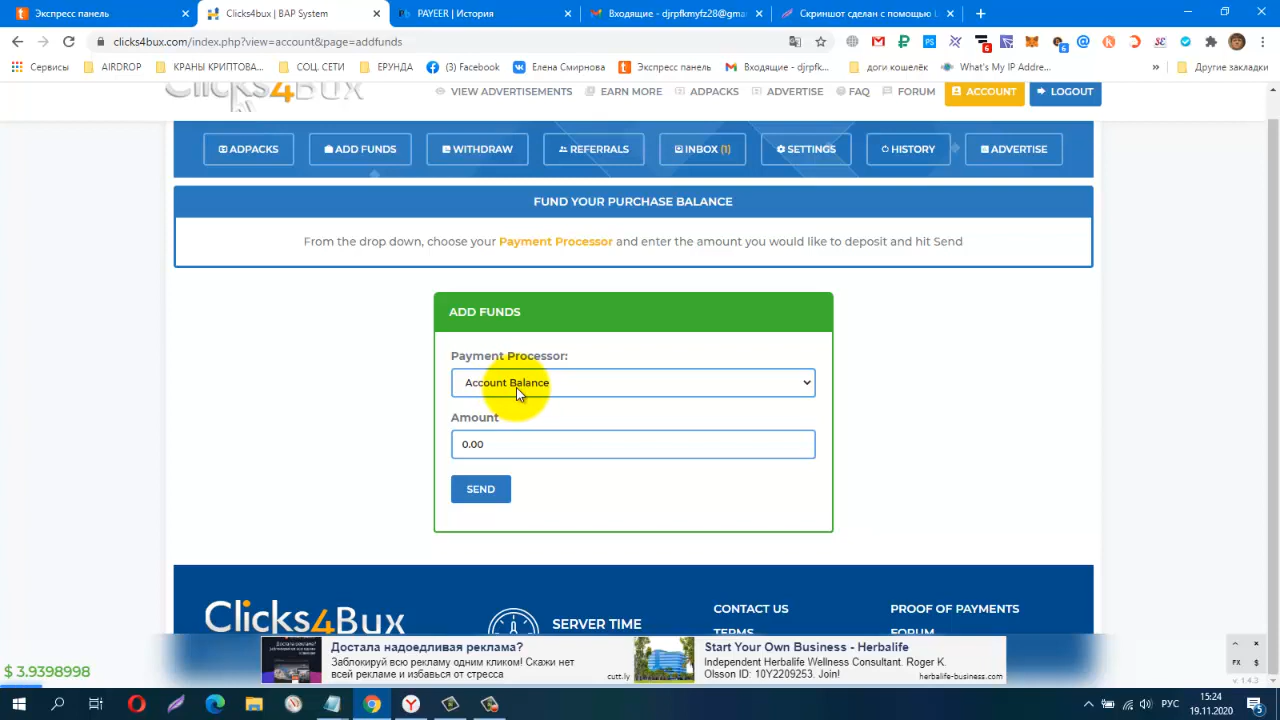 Экспресс панель
Clicks4bux | BAP System
PAYEER | История
Входящие - djrpfkmyfz28@gma
Скриншот сделан с помощью L
clicks4bux.com/index.php?view=account&page=addfunds
Сервисы
AIRDROP
КРАНЫ КРИПТОВА...
СОЦ. СЕТИ
ЕРУНДА
(3) Facebook
Елена Смирнова
Экспресс панель
Входящие - djrpfk...
доги кошелёк
What's My IP Addre...
»
Другие закладки
Clicks4Bux
VIEW ADVERTISEMENTS
EARN MORE
ADPACKS
ADVERTISE
FAQ
FORUM
ACCOUNT
LOGOUT
ADPACKS
ADD FUNDS
WITHDRAW
REFERRALS
INBOX (1)
SETTINGS
HISTORY
ADVERTISE
FUND YOUR PURCHASE BALANCE
From the drop down, choose your Payment Processor and enter the amount you would like to deposit and hit Send
ADD FUNDS
Payment Processor:
Account Balance
Amount
0.00
SEND
Clicks4Bux
SERVER TIME
CONTACT US
TERMS
PROOF OF PAYMENTS
FORUM
Достала надоедливая реклама?
Заблокируй всю рекламу одним кликом! Скажи нет
всей рекламе и избавься от стресса
cutt.ly
Start Your Own Business - Herbalife
Independent Herbalife Wellness Consultant. Roger K.
Olsson ID: 10Y2209253. Join!
herbalife-business.com
FX $
v 1.4.3
$ 3.9398998
РУС
15:24
19.11.2020